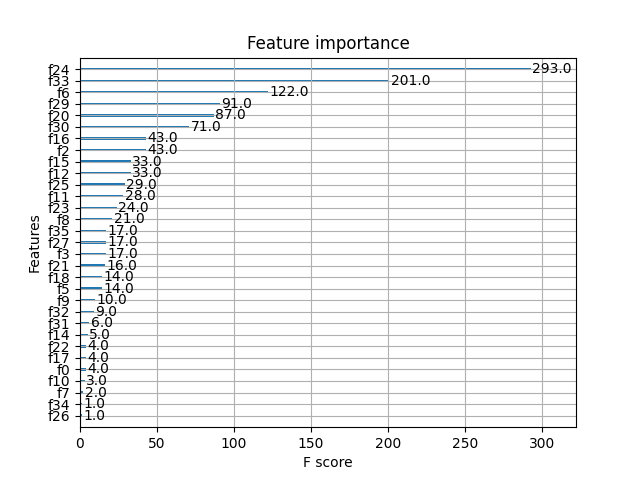 Feature importance
f24 293.0
f33 201.0
f6 122.0
f29 91.0
f20 87.0
f30 71.0
f16 43.0
f2 43.0
f15 33.0
f12 33.0
f25 29.0
f11 28.0
f23 24.0
f8 21.0
f35 17.0
f27 17.0
f3 17.0
f21 16.0
f18 14.0
f5 14.0
f9 10.0
f32 9.0
f31 6.0
f14 5.0
f22 4.0
f17 4.0
f0 4.0
f10 3.0
f7 2.0
f34 1.0
f26 1.0
Features
0 50 100 150 200 250 300
F score